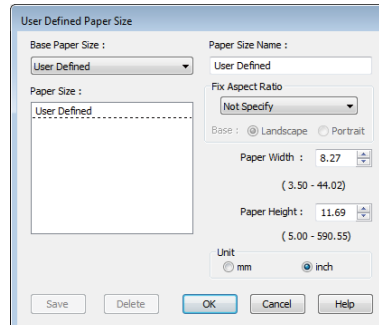 User Defined Paper Size
Base Paper Size :
User Defined
Paper Size :
User Defined
Paper Size Name :
User Defined
Fix Aspect Ratio
Not Specify
Base : Landscape Portrait
Paper Width : 8.27
( 3.50 - 44.02)
Paper Height : 11.69
( 5.00 - 590.55)
Unit
mm inch
Save Delete OK Cancel Help